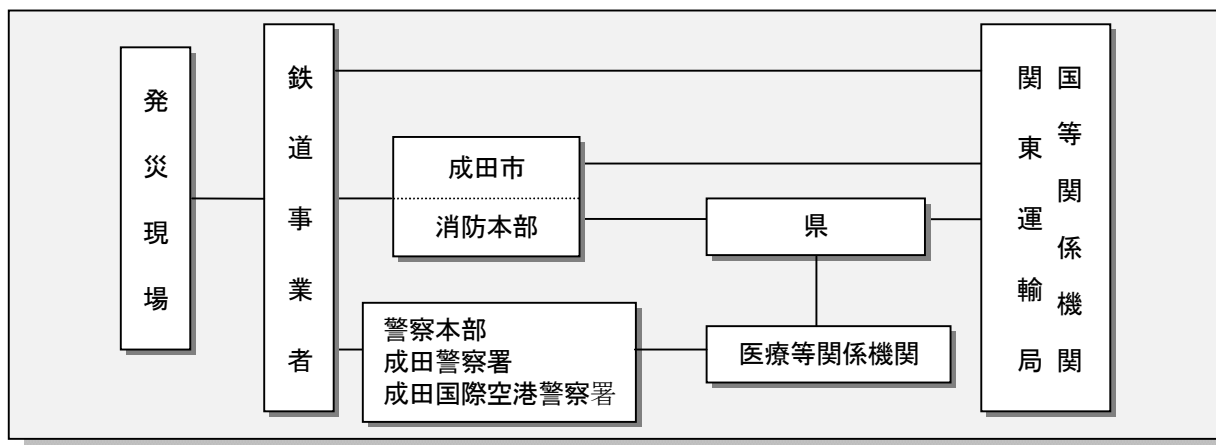 発災現場
鉄道事業者
成田市
消防本部
警察本部
成田警察署
成田国際空港警察署
県
医療等関係機関
国等関係機関
関東運輸局